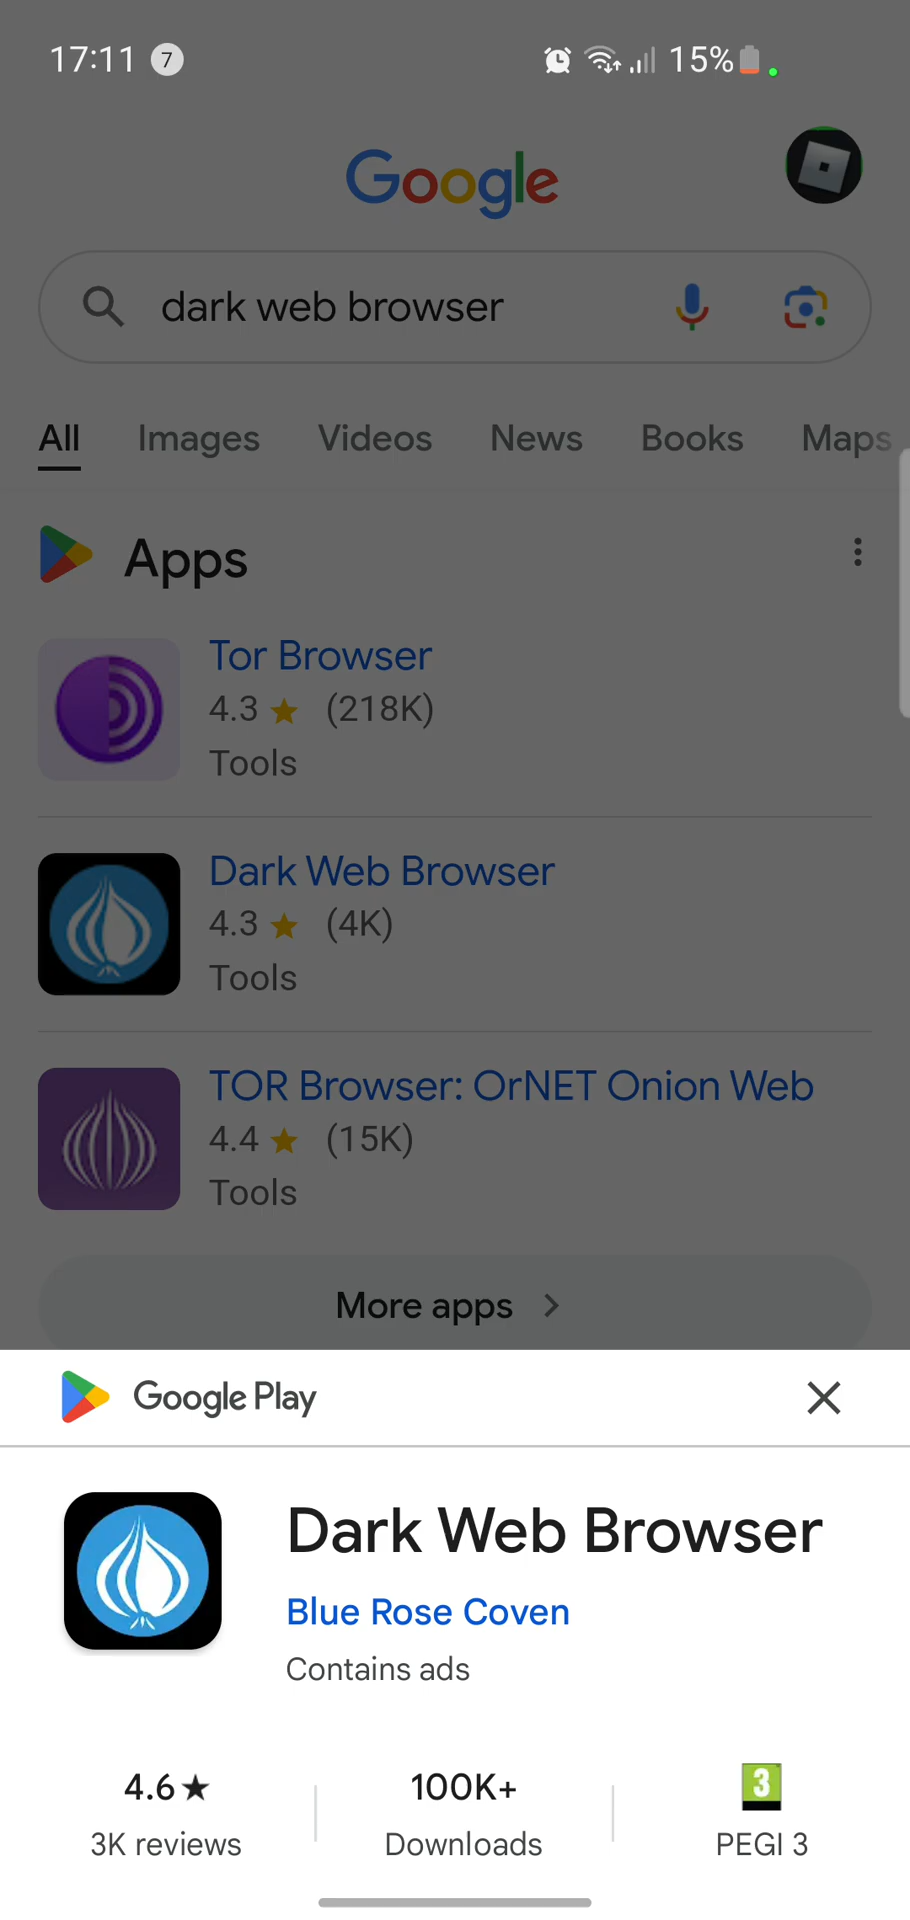 17:11 7 15%
Google
dark web browser
All Images Videos News Books Maps
Apps
Tor Browser
4.3 ★ (218K)
Tools
Dark Web Browser
4.3 ★ (4K)
Tools
TOR Browser: OrNET Onion Web
4.4 ★ (15K)
Tools
More apps >
Google Play
Dark Web Browser
Blue Rose Coven
Contains ads
4.6★ 100K+ 3
3K reviews Downloads PEGI 3